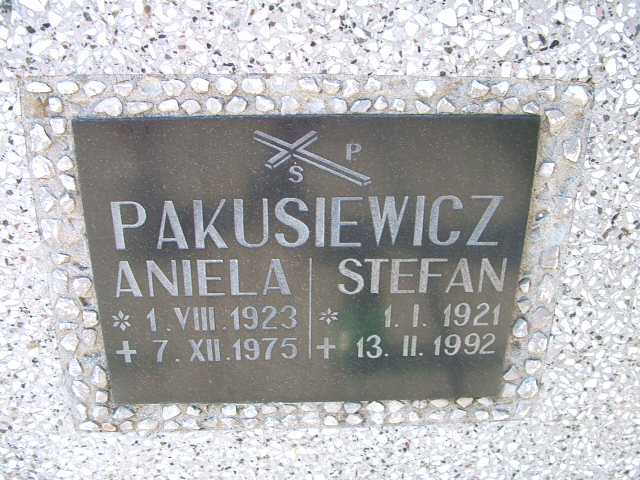 Ś P
PAKUSIEWICZ
ANIELA STEFAN
* 1. VIII. 1923 * 1. I. 1921
+ 7. XII. 1975 + 13. II. 1992